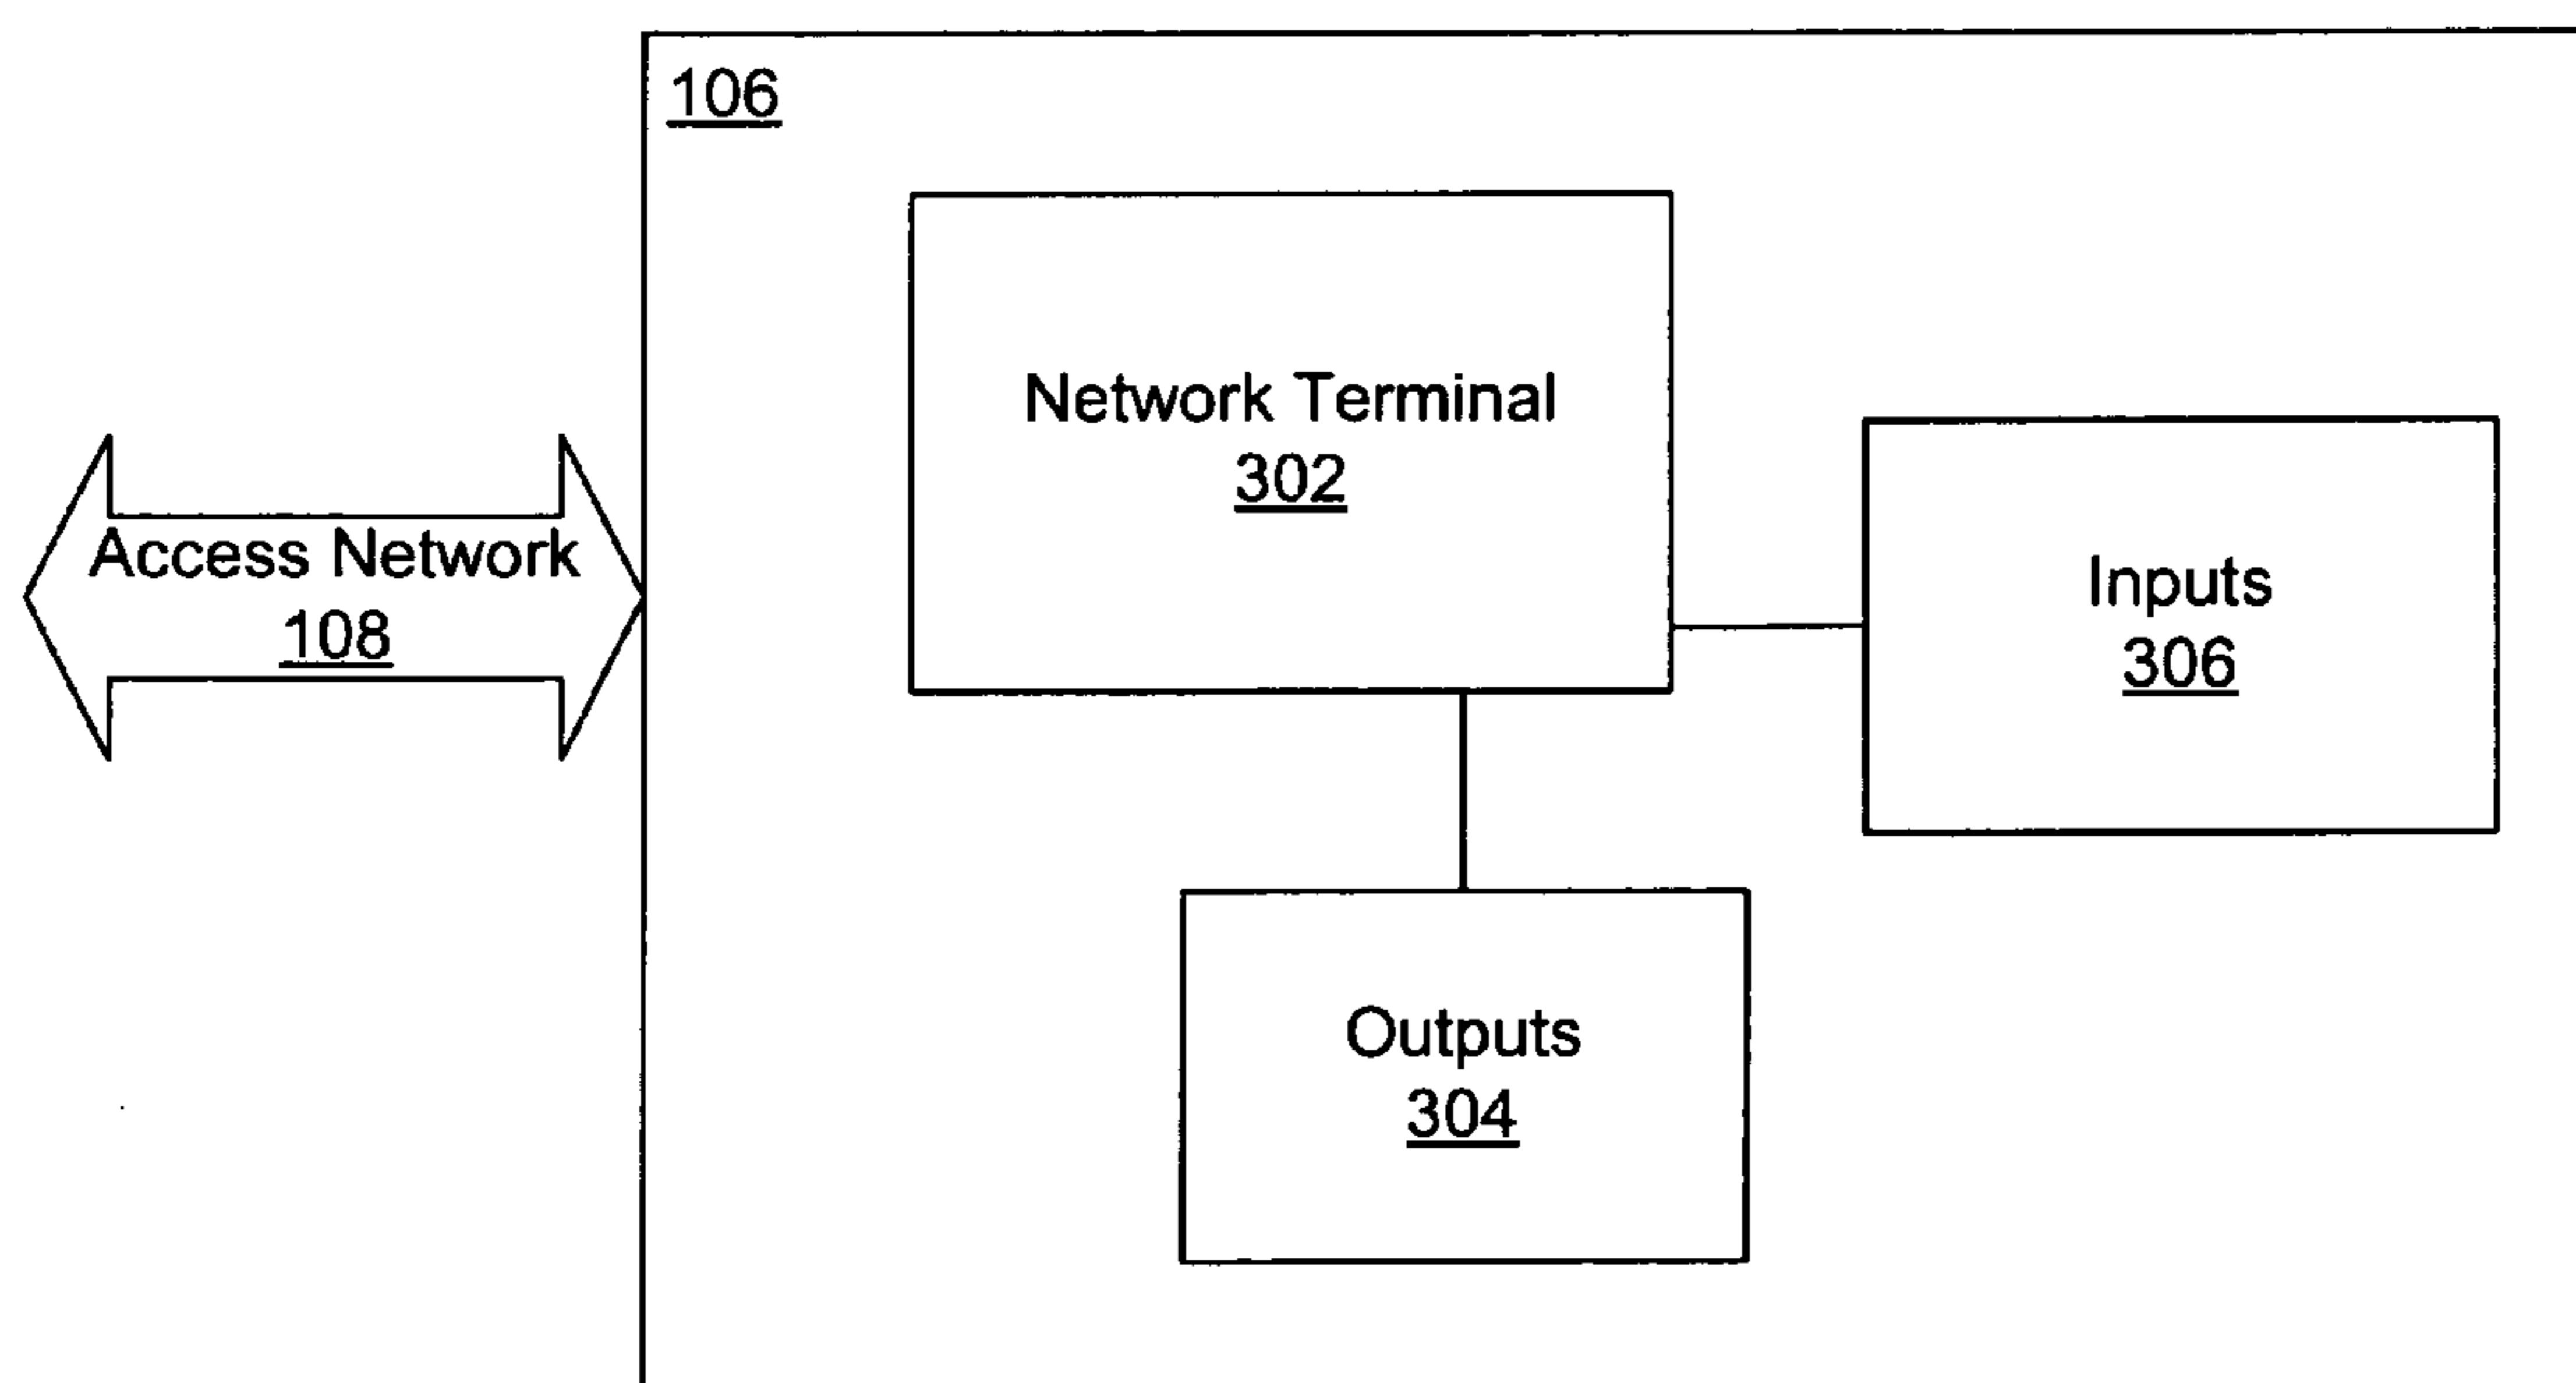 106
Network Terminal
302
Access Network
108
Inputs
306
Outputs
304